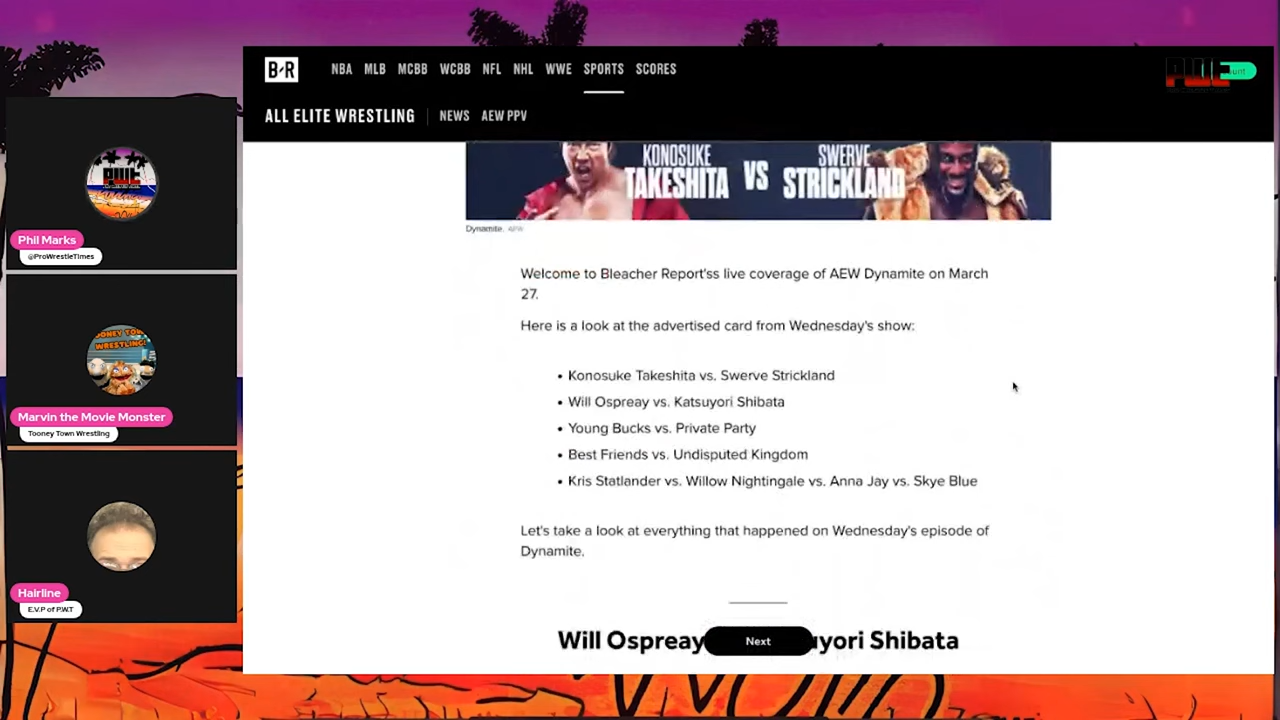 B/R NBA MLB MCBB WCBB NFL NHL WWE SPORTS SCORES
ALL ELITE WRESTLING NEWS AEW PPV
KONOSUKE TAKESHITA VS SWERVE STRICKLAND
Dynamite. AEW
Welcome to Bleacher Report'ss live coverage of AEW Dynamite on March
27.
Here is a look at the advertised card from Wednesday's show:
• Konosuke Takeshita vs. Swerve Strickland
• Will Ospreay vs. Katsuyori Shibata
• Young Bucks vs. Private Party
• Best Friends vs. Undisputed Kingdom
• Kris Statlander vs. Willow Nightingale vs. Anna Jay vs. Skye Blue
Let's take a look at everything that happened on Wednesday's episode of
Dynamite.
Will Ospreay
Next
Shibata
PWT
PWT
Phil Marks
@ProWrestleTimes
WRESTLING!
Marvin the Movie Monster
Tooney Town Wrestling
Hairline
E.V.P of P.W.T